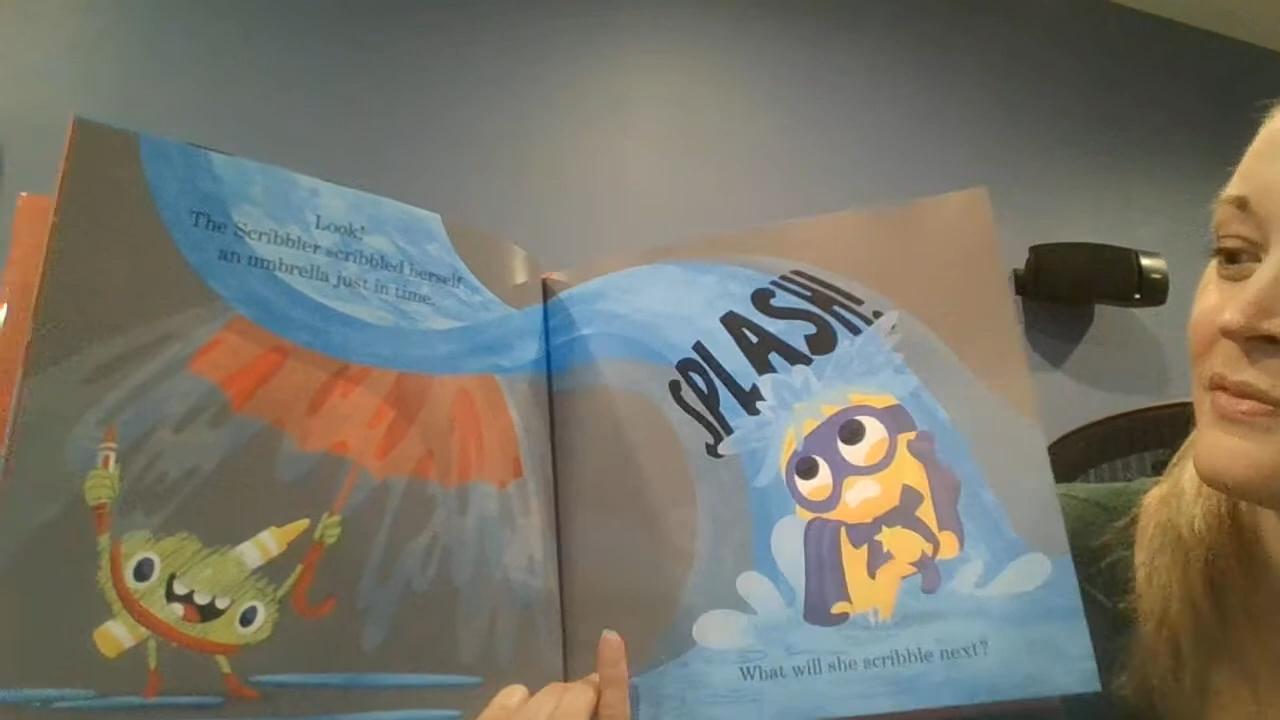 Look!
The Scribbler scribbled herself
an umbrella just in time.
SPLASH!
What will she scribble next?